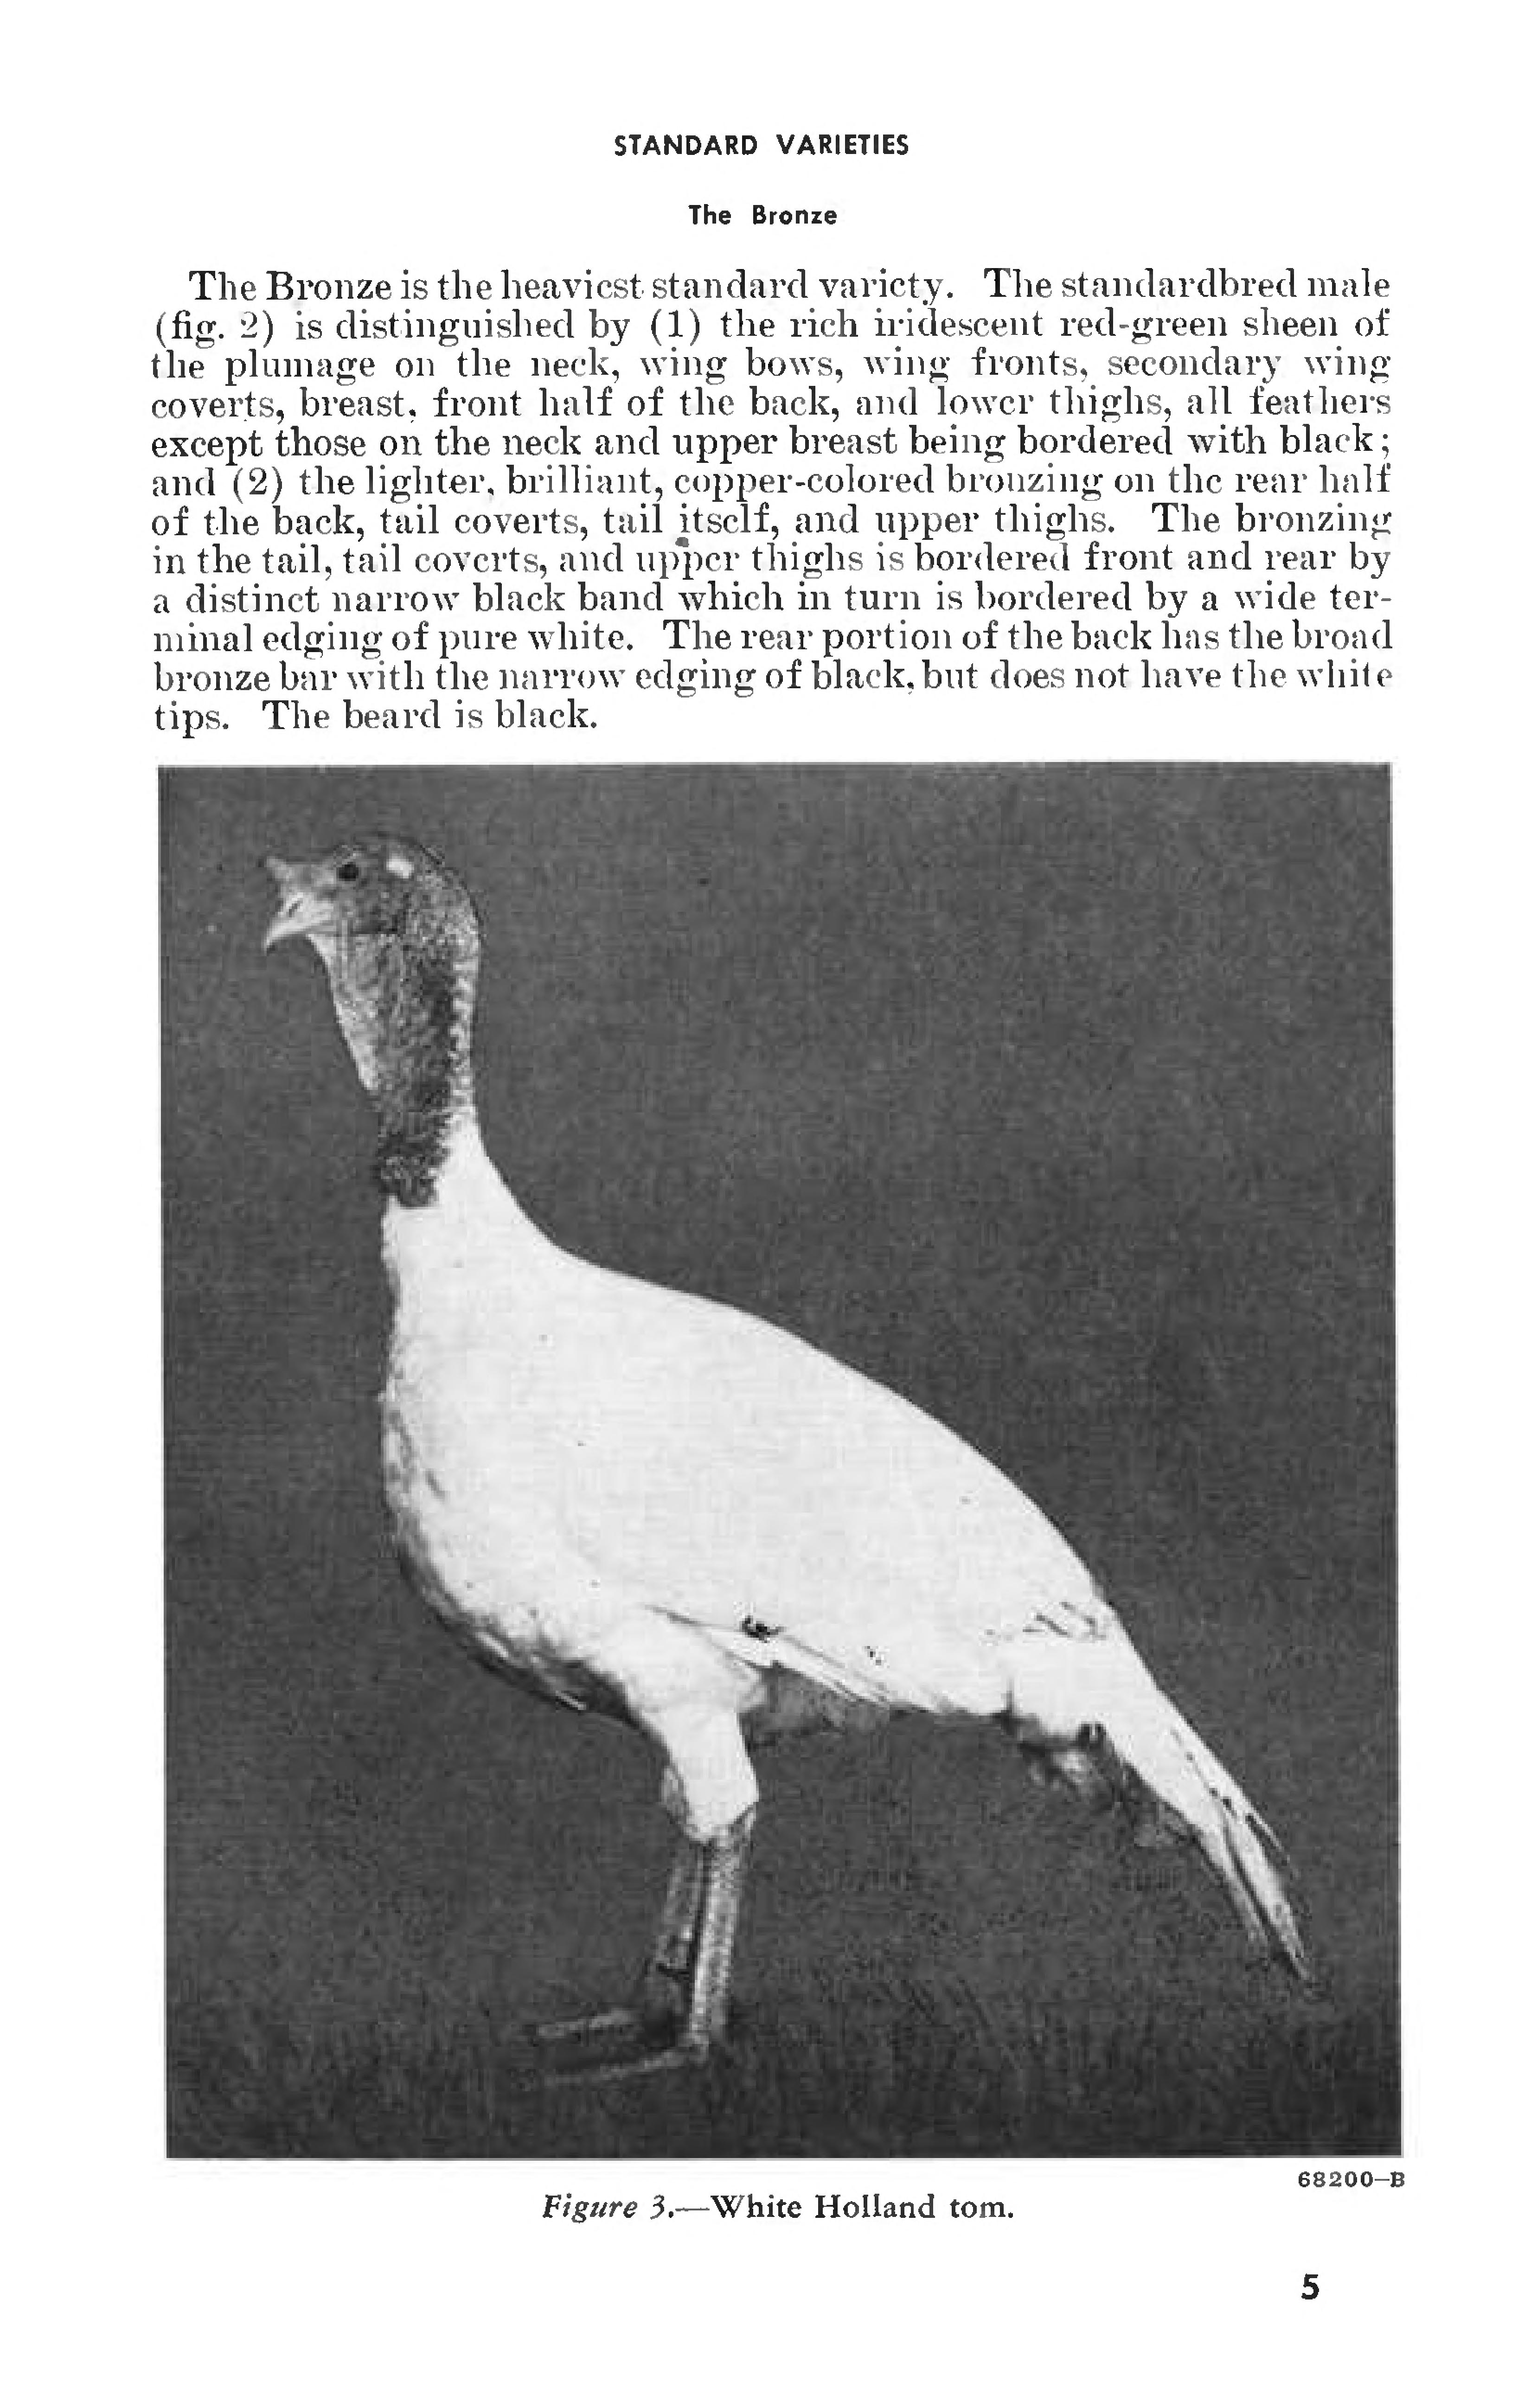 STANDARD VARIETIES
The Bronze
The Bronze is the heaviest standard variety. The standardbred male
(fig. 2) is distinguished by (1) the rich iridescent red-green sheen of
the plumage on the neck, wing bows, wing fronts, secondary wing
coverts, breast, front half of the back, and lower thighs, all feathers
except those on the neck and upper breast being bordered with black;
and (2) the lighter, brilliant, copper-colored bronzing on the rear half
of the back, tail coverts, tail itself, and upper thighs. The bronzing
in the tail, tail coverts, and upper thighs is bordered front and rear by
a distinct narrow black band which in turn is bordered by a wide ter-
minal edging of pure white. The rear portion of the back has the broad
bronze bar with the narrow edging of black, but does not have the white
tips. The beard is black.
68200–B
Figure 3.—White Holland tom.
5